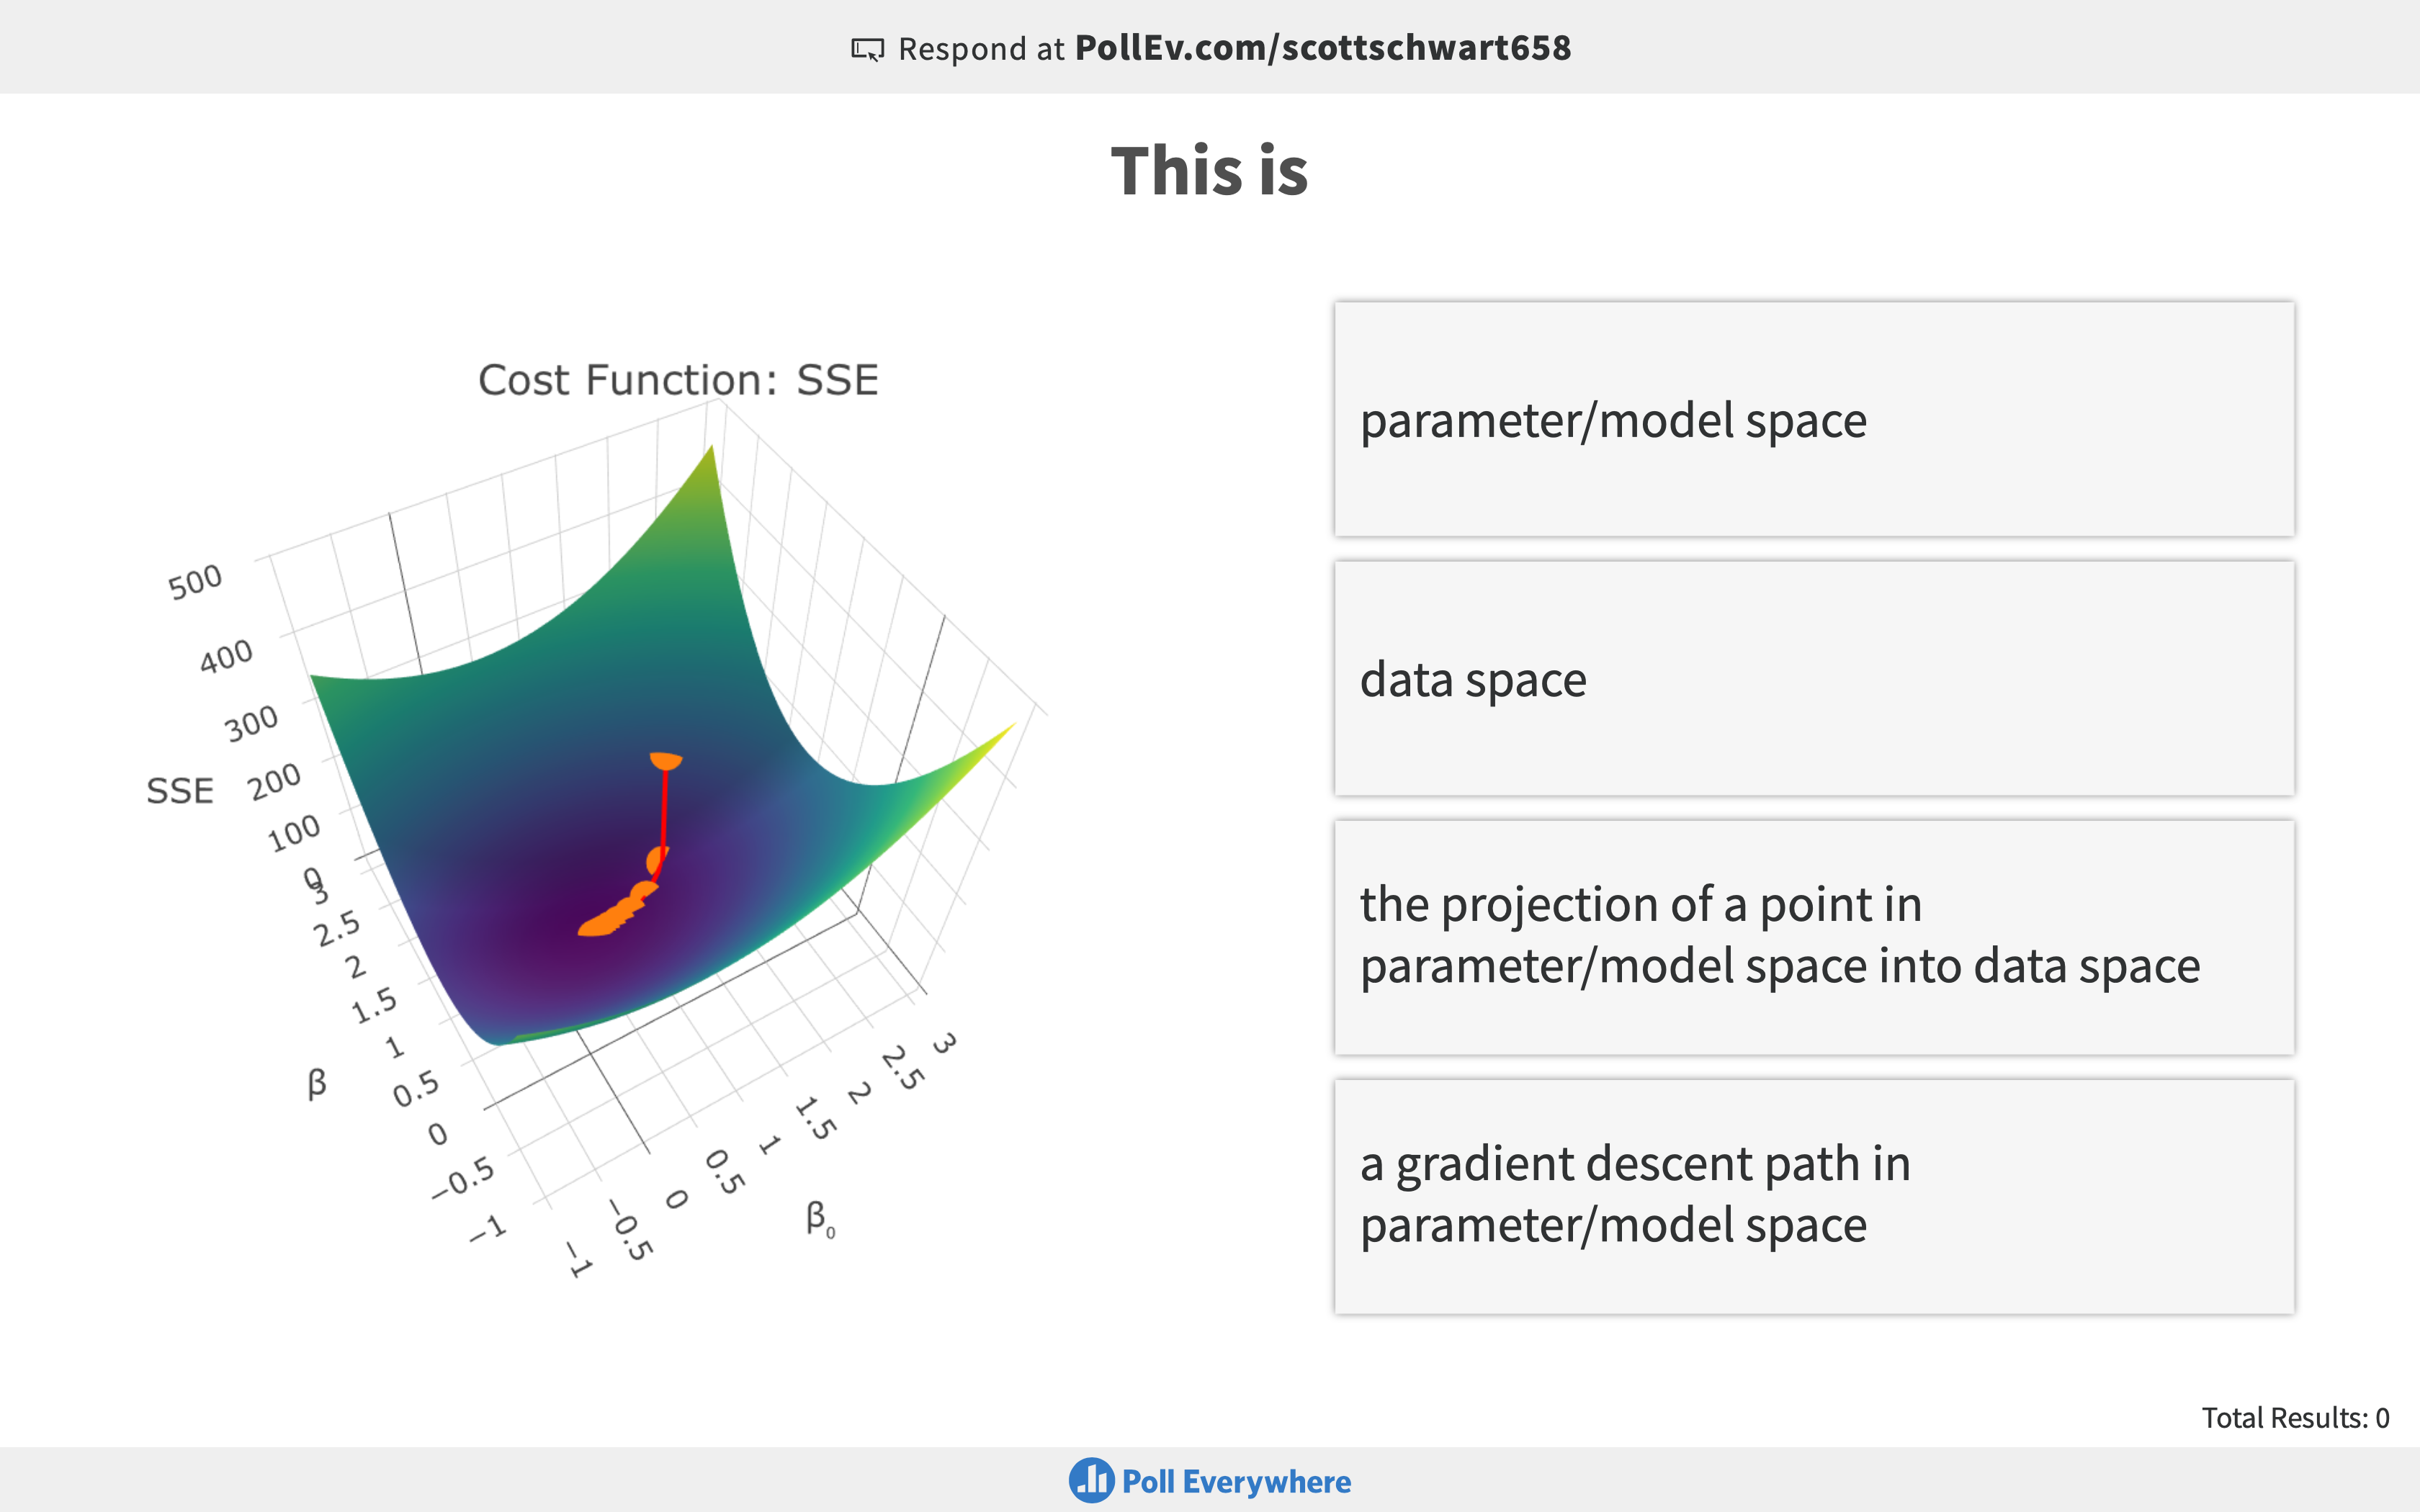 Respond at PollEv.com/scottschwart658
This is
Cost Function: SSE
500
400
300
200
100
0
SSE
3
2.5
2
1.5
1
0.5
0
−0.5
−1
β
−1
−0.5
0
0.5
1
1.5
2
2.5
3
β₀
parameter/model space
data space
the projection of a point in
parameter/model space into data space
a gradient descent path in
parameter/model space
Total Results: 0
Poll Everywhere